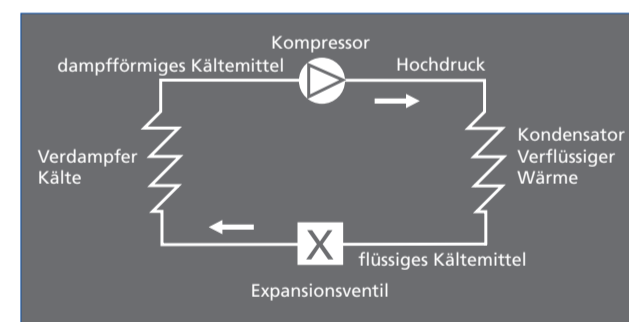 Kompressor
dampfförmiges Kältemittel
Hochdruck
Verdampfer
Kälte
Kondensator
Verflüssiger
Wärme
X
flüssiges Kältemittel
Expansionsventil